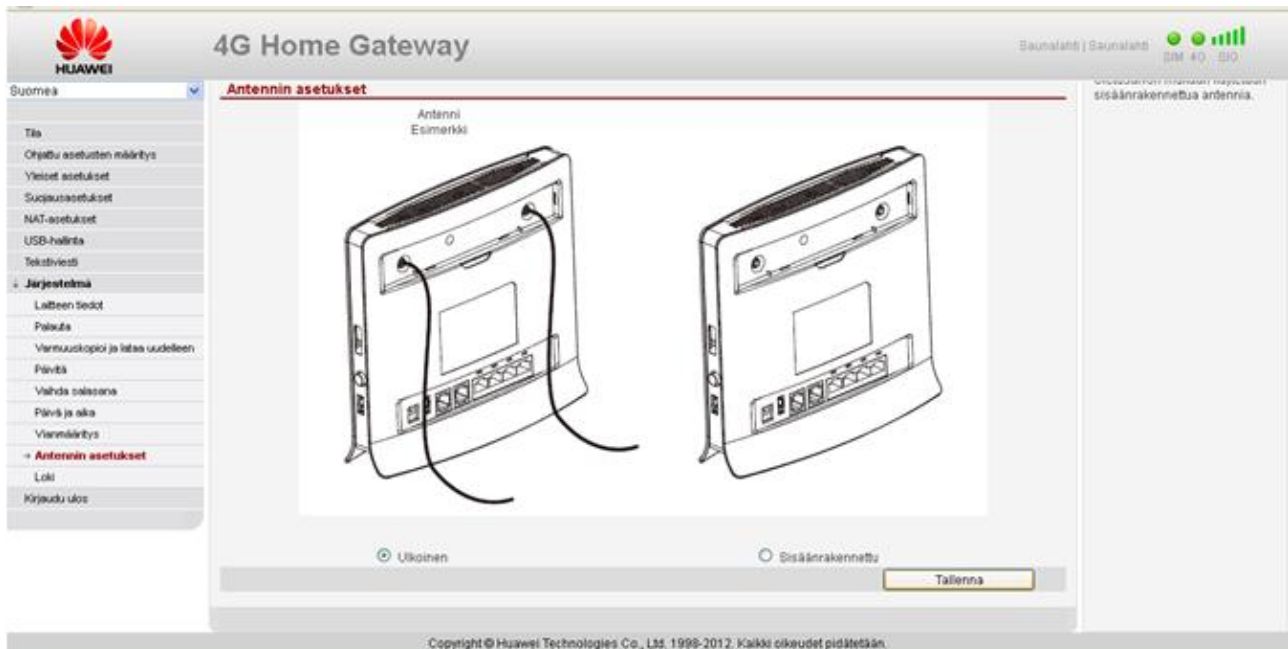 HUAWEI
4G Home Gateway
Saunalahti | Saunalahti
SIM 4G SIG
Suomea
Tila
Ohjattu asetusten määritys
Yleiset asetukset
Suojausasetukset
NAT-asetukset
USB-hallinta
Tekstiviesti
Järjestelmä
Laitteen tiedot
Palauta
Varmuuskopioi ja lataa uudelleen
Päivitä
Vaihda salasana
Päivä ja aika
Vianmääritys
Antennin asetukset
Loki
Kirjaudu ulos
Antennin asetukset
Antenni
Esimerkki
Ulkoinen
Sisäänrakennettu
Tallenna
sisäänrakennettua antennia.
Copyright © Huawei Technologies Co., Ltd. 1998-2012. Kaikki oikeudet pidätetään.